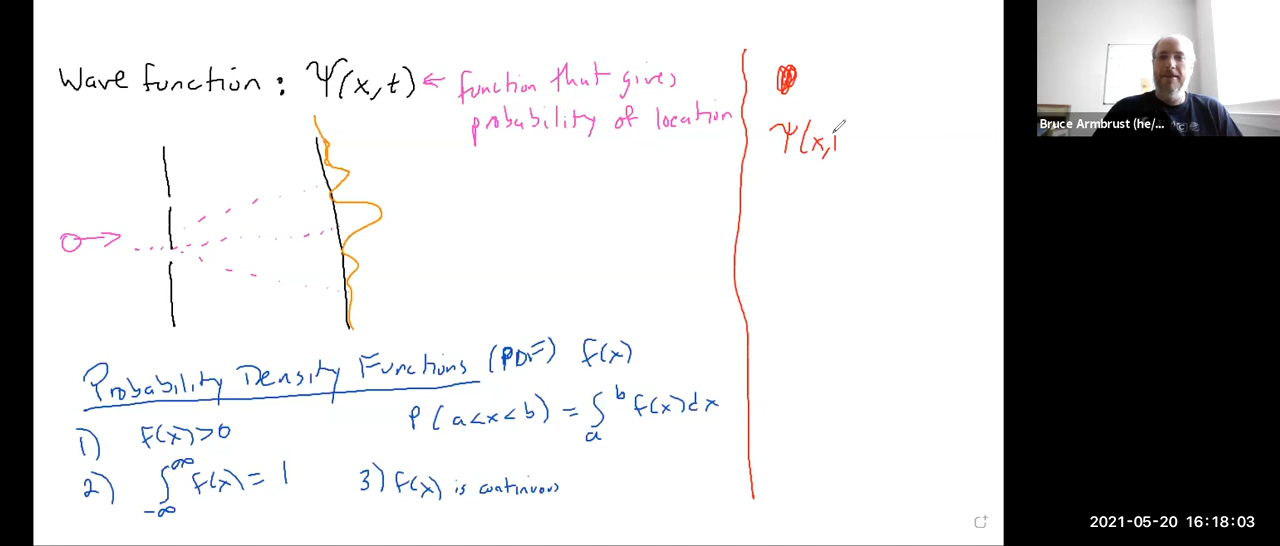 Wave function : Ψ(x,t) ← function that gives
probability of location
Probability Density Functions (PDF) f(x)
P(a<x<b) = ∫_a^b f(x)dx
1) f(x)>0
2) ∫_-∞^∞ f(x) = 1
3) f(x) is continuous
Ψ(x,
Bruce Armbrust (he/...
2021-05-20 16:18:03